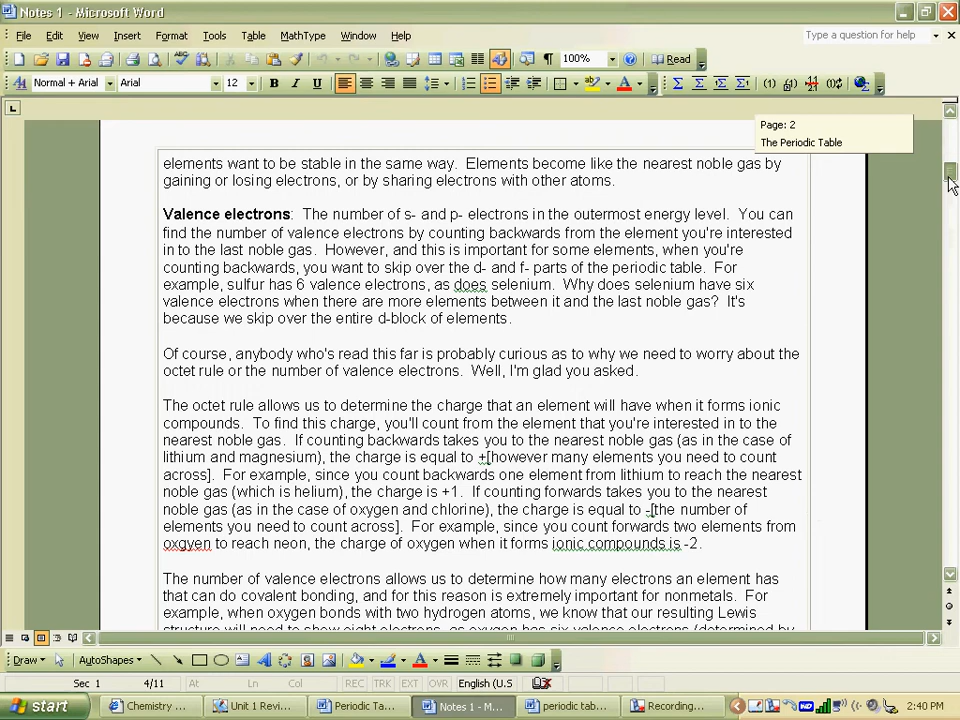 Notes 1 - Microsoft Word
File Edit View Insert Format Tools Table MathType Window Help
Type a question for help
100%
Read
Normal + Arial Arial 12 B I U
Page: 2
The Periodic Table
elements want to be stable in the same way. Elements become like the nearest noble gas by
gaining or losing electrons, or by sharing electrons with other atoms.
Valence electrons: The number of s- and p- electrons in the outermost energy level. You can
find the number of valence electrons by counting backwards from the element you're interested
in to the last noble gas. However, and this is important for some elements, when you're
counting backwards, you want to skip over the d- and f- parts of the periodic table. For
example, sulfur has 6 valence electrons, as does selenium. Why does selenium have six
valence electrons when there are more elements between it and the last noble gas? It's
because we skip over the entire d-block of elements.
Of course, anybody who's read this far is probably curious as to why we need to worry about the
octet rule or the number of valence electrons. Well, I'm glad you asked.
The octet rule allows us to determine the charge that an element will have when it forms ionic
compounds. To find this charge, you'll count from the element that you're interested in to the
nearest noble gas. If counting backwards takes you to the nearest noble gas (as in the case of
lithium and magnesium), the charge is equal to +[however many elements you need to count
across]. For example, since you count backwards one element from lithium to reach the nearest
noble gas (which is helium), the charge is +1. If counting forwards takes you to the nearest
noble gas (as in the case of oxygen and chlorine), the charge is equal to -[the number of
elements you need to count across]. For example, since you count forwards two elements from
oxgyen to reach neon, the charge of oxygen when it forms ionic compounds is -2.
The number of valence electrons allows us to determine how many electrons an element has
that can do covalent bonding, and for this reason is extremely important for nonmetals. For
example, when oxygen bonds with two hydrogen atoms, we know that our resulting Lewis
structure will need to show eight electrons, as oxygen has six valence electrons (determined by
Draw AutoShapes
Sec 1 4/11 At Ln Col REC TRK EXT OVR English (U.S
start Chemistry ... Unit 1 Revi... Periodic Ta... Notes 1 - M... periodic tab... Recording... 2:40 PM